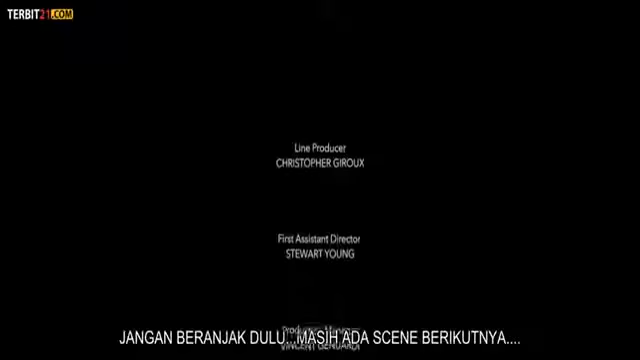 TERBIT21.COM
Line Producer
CHRISTOPHER GIROUX
First Assistant Director
STEWART YOUNG
JANGAN BERANJAK DULU...MASIH ADA SCENE BERIKUTNYA....